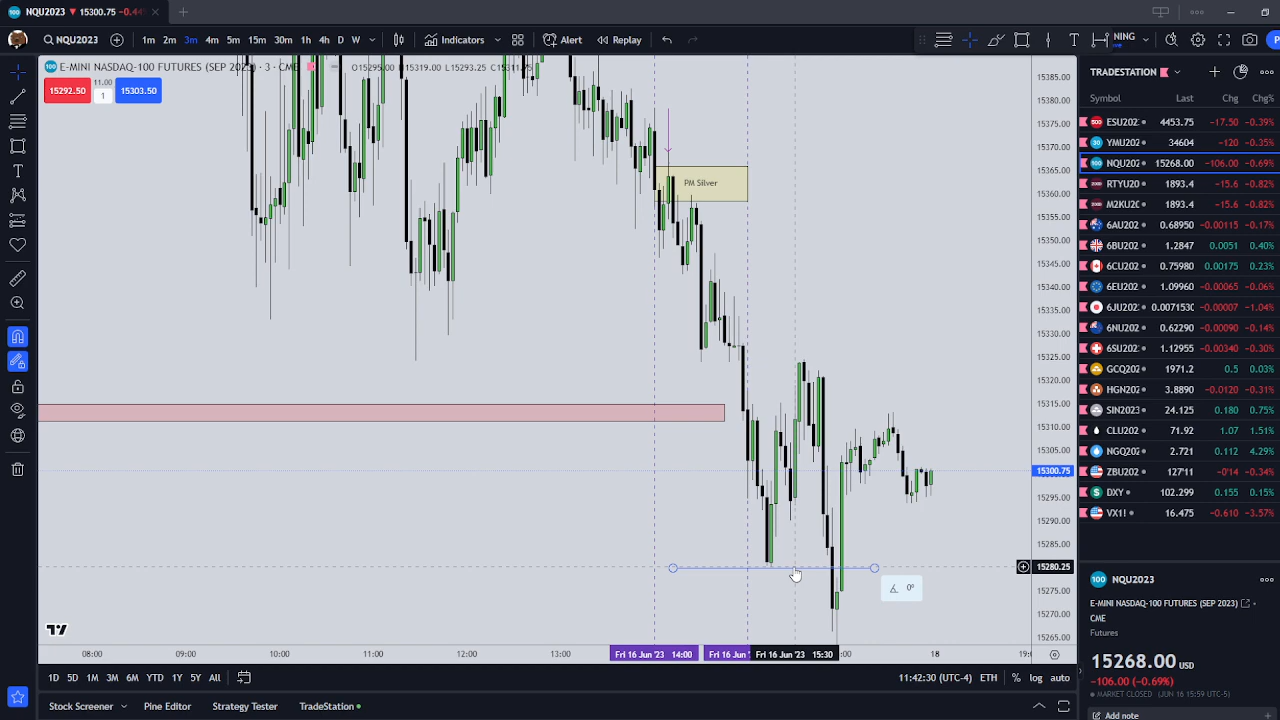 NQU2023 ▼ 15300.75 -0.44
NQU2023 1m 2m 3m 4m 5m 15m 30m 1h 4h D W Indicators Alert Replay NING
E-MINI NASDAQ-100 FUTURES (SEP 2023) · 3 · CME
15292.50 11.00 1 15303.50
PM Silver
15385.00
15380.00
15375.00
15370.00
15365.00
15360.00
15355.00
15350.00
15345.00
15340.00
15335.00
15330.00
15325.00
15320.00
15315.00
15310.00
15305.00
15300.75
15295.00
15290.00
15285.00
15280.25
15275.00
15270.00
15265.00
0°
08:00 09:00 10:00 11:00 12:00 13:00 Fri 16 Jun '23 14:00 Fri 16 Jun ' Fri 16 Jun '23 15:30 :00 18 19:
1D 5D 1M 3M 6M YTD 1Y 5Y All 11:42:30 (UTC-4) ETH % log auto
Stock Screener Pine Editor Strategy Tester TradeStation
TRADESTATION
Symbol Last Chg Chg%
ESU202 4453.75 -17.50 -0.39%
YMU202 34604 -120 -0.35%
NQU202 15268.00 -106.00 -0.69%
RTYU20 1893.4 -15.6 -0.82%
M2KU20 1893.4 -15.6 -0.82%
6AU202 0.68950 -0.00115 -0.17%
6BU202 1.2847 0.0051 0.40%
6CU202 0.75980 0.00175 0.23%
6EU202 1.09960 -0.00065 -0.06%
6JU202 0.0071530 -0.00007 -1.04%
6NU202 0.62290 -0.00090 -0.14%
6SU202 1.12955 -0.00340 -0.30%
GCQ202 1971.2 0.5 0.03%
HGN202 3.8890 -0.0120 -0.31%
SIN2023 24.125 0.180 0.75%
CLU202 71.92 1.07 1.51%
NGQ202 2.721 0.112 4.29%
ZBU202 127'11 -0'14 -0.34%
DXY 102.299 0.155 0.15%
VX1! 16.475 -0.610 -3.57%
NQU2023
E-MINI NASDAQ-100 FUTURES (SEP 2023)
CME
Futures
15268.00 USD
-106.00 (-0.69%)
MARKET CLOSED (JUN 16 15:59 UTC-5)
Add note